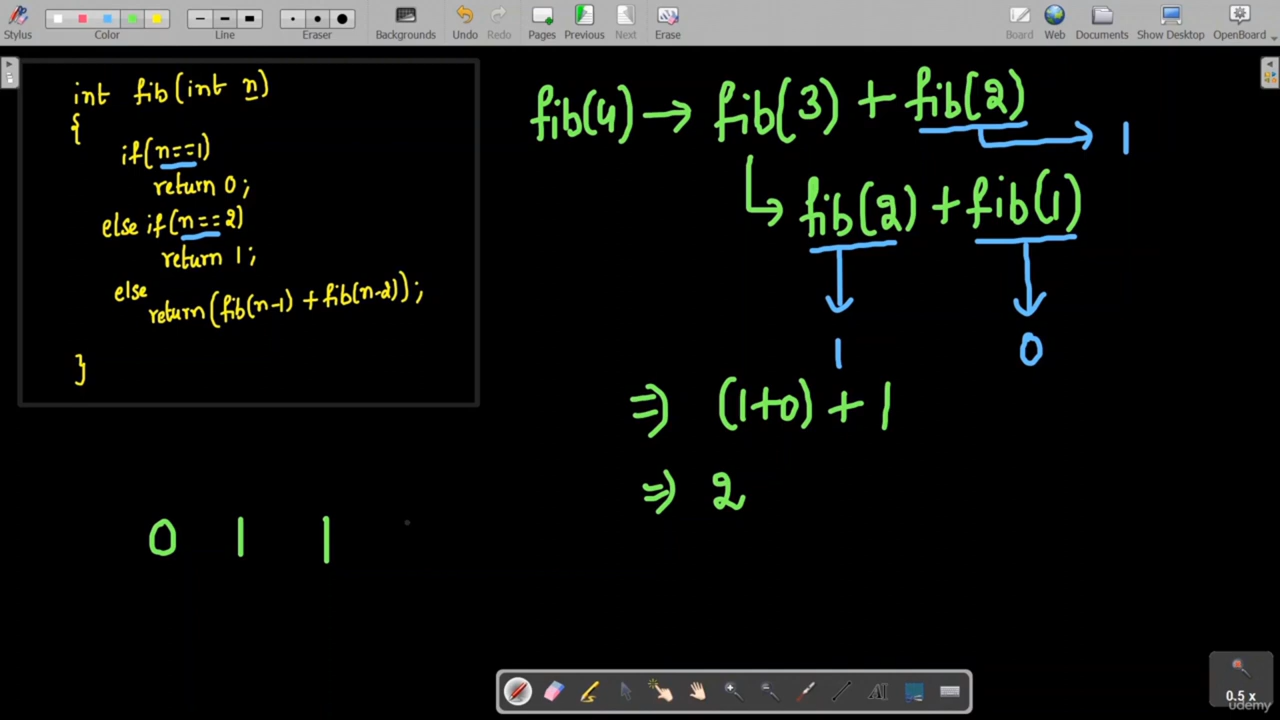 Stylus Color Line Eraser Backgrounds Undo Redo Pages Previous Next Erase Board Web Documents Show Desktop OpenBoard
int fib(int n)
{
if(n==1)
return 0;
else if(n==2)
return 1;
else
return(fib(n-1) + fib(n-2));
}
fib(4) → fib(3) + fib(2)
1
fib(2) + fib(1)
1 0
⇒ (1+0) + 1
⇒ 2
0 1 1
0.5 x
udemy